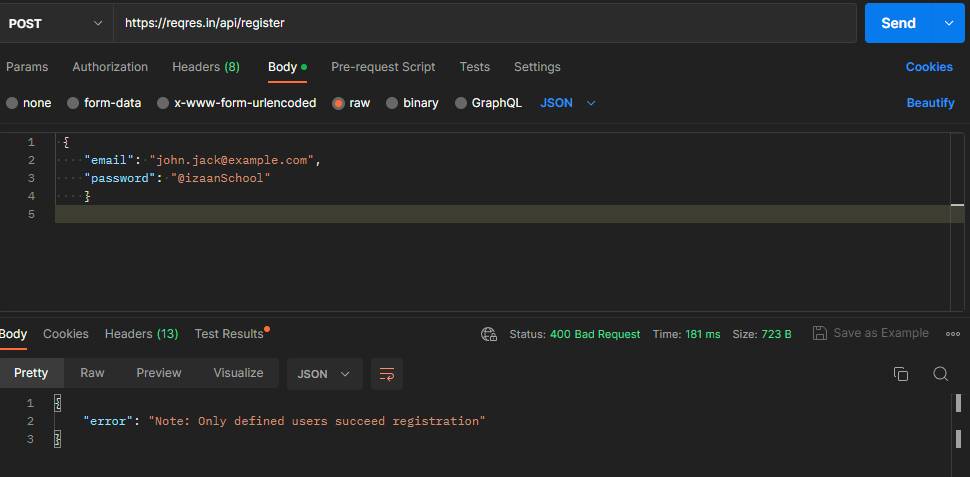 POST https://reqres.in/api/register Send
Params Authorization Headers (8) Body Pre-request Script Tests Settings Cookies
none form-data x-www-form-urlencoded raw binary GraphQL JSON Beautify
1 {
2 "email": "john.jack@example.com",
3 "password": "@izaanSchool"
4 }
5
Body Cookies Headers (13) Test Results Status: 400 Bad Request Time: 181 ms Size: 723 B Save as Example
Pretty Raw Preview Visualize JSON
1 {
2 "error": "Note: Only defined users succeed registration"
3 }